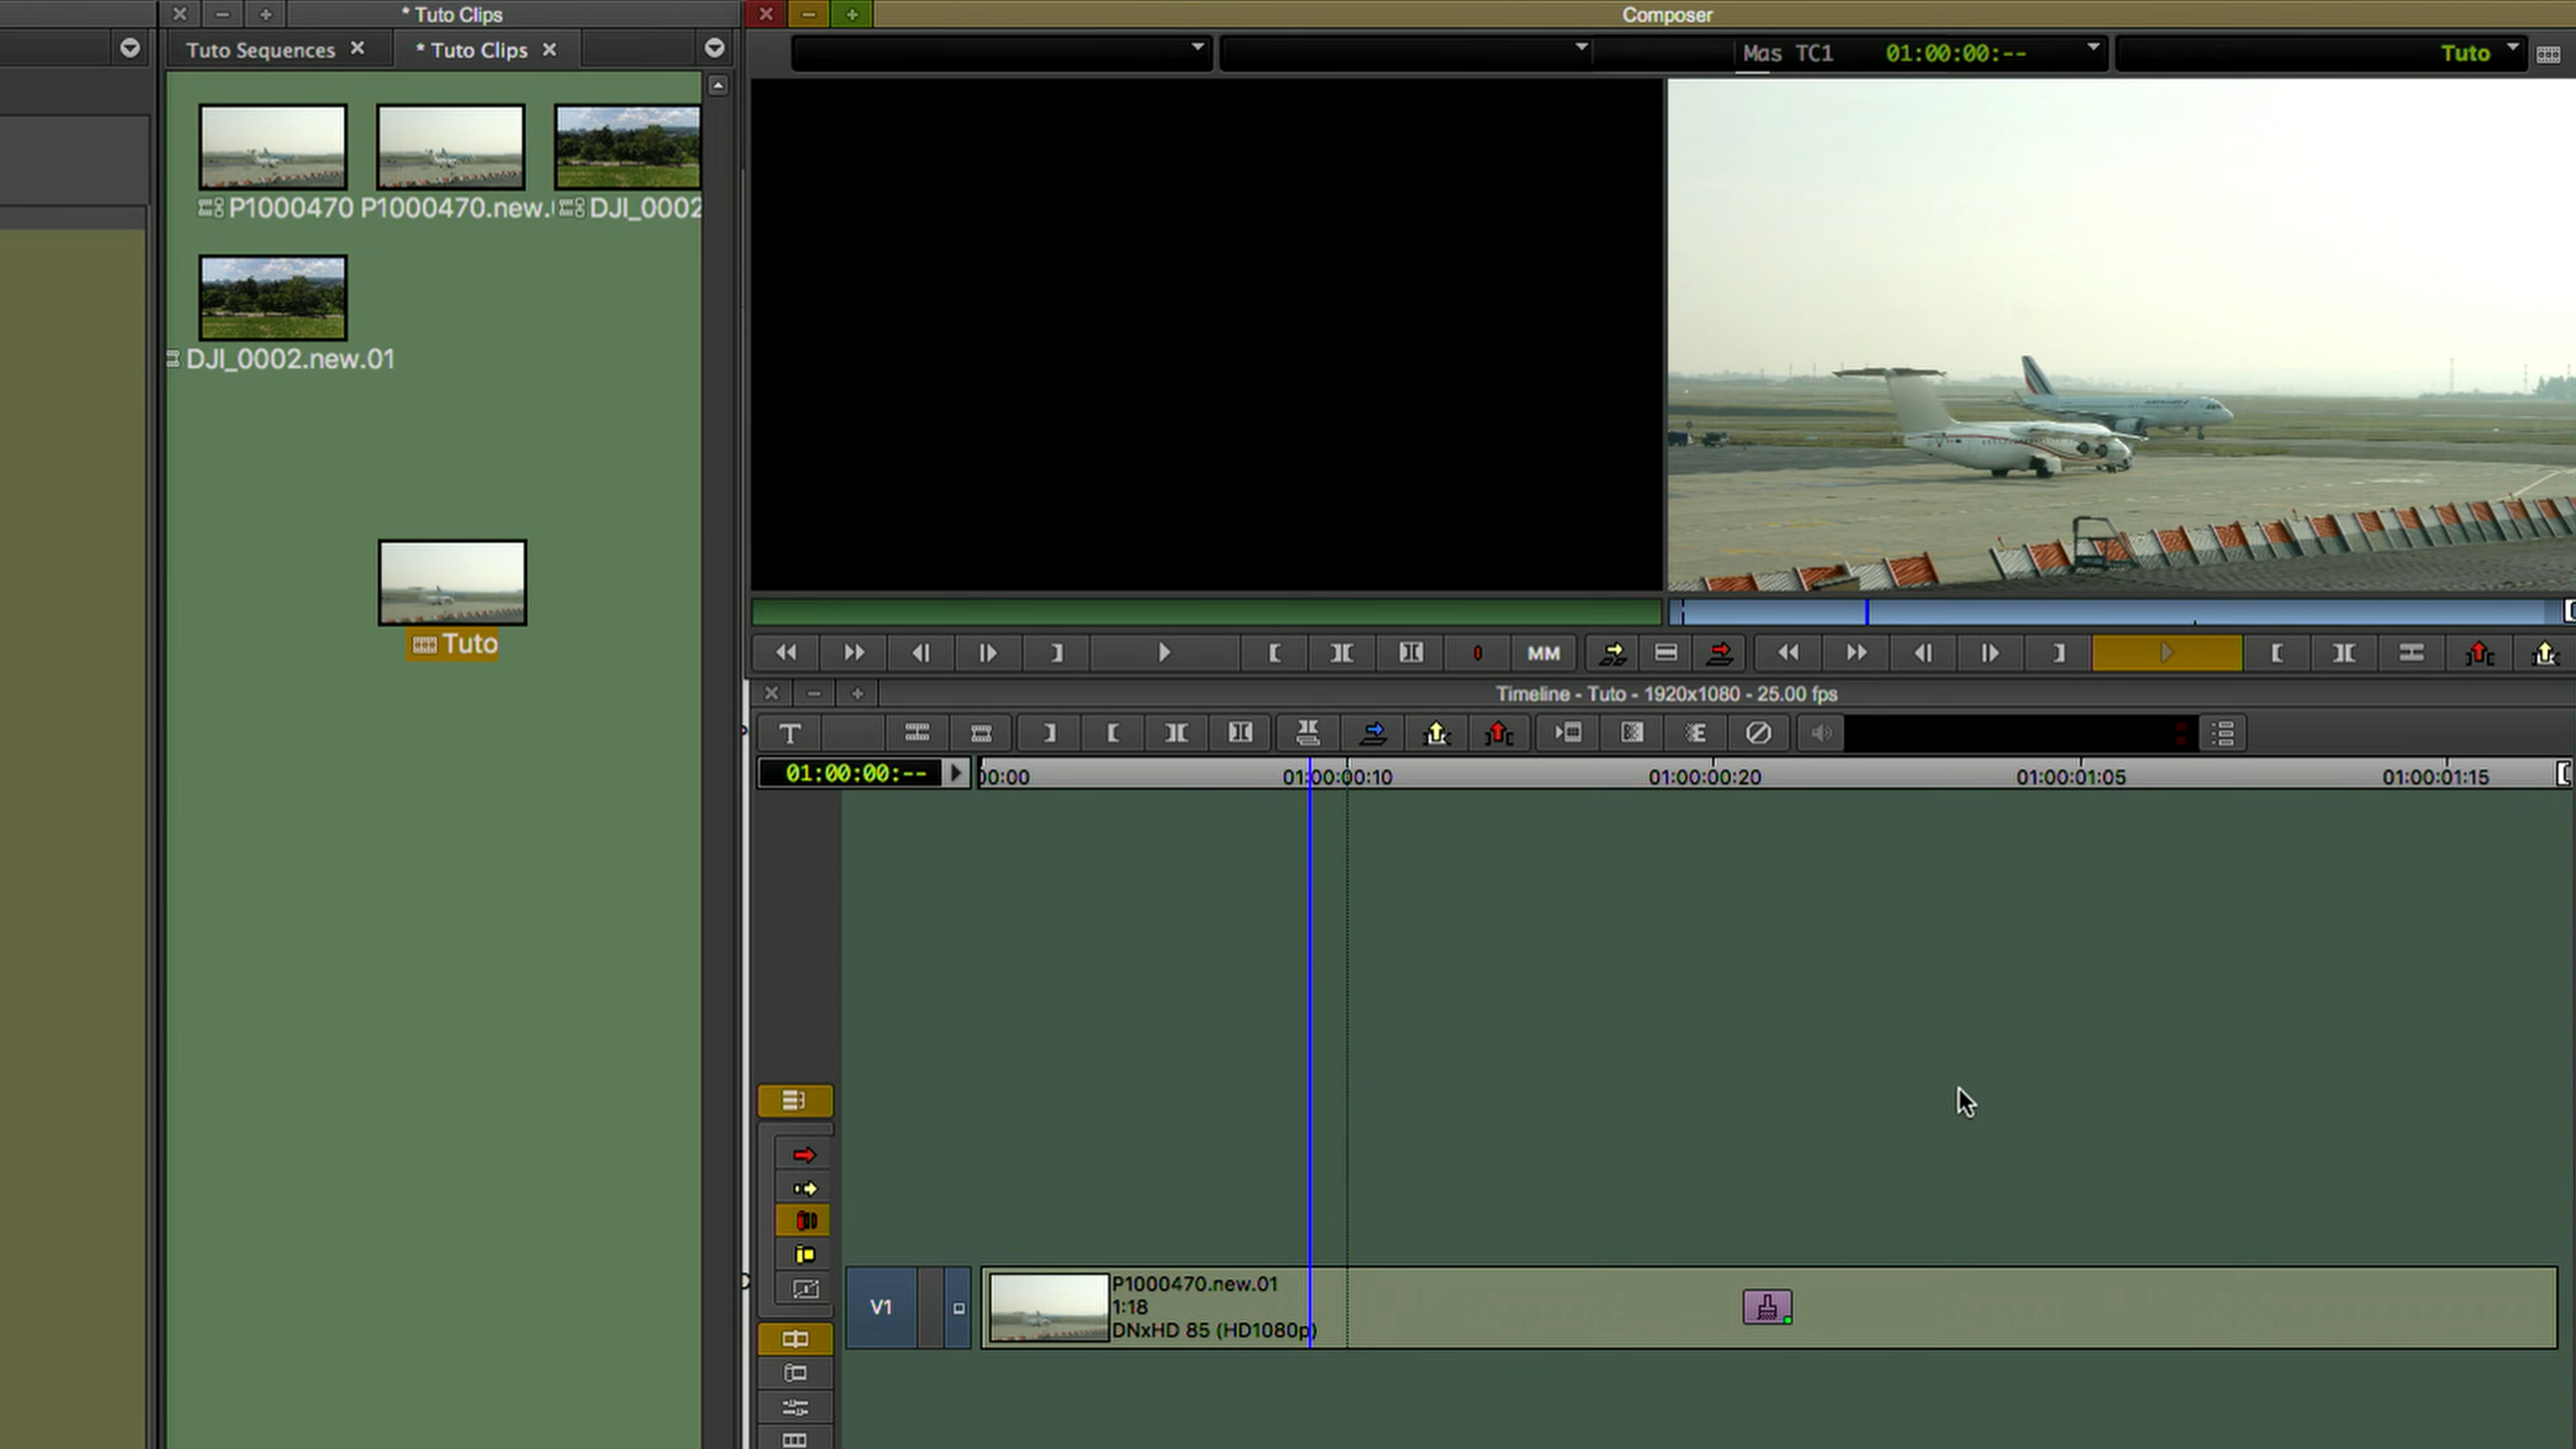 * Tuto Clips
Composer
Tuto Sequences
* Tuto Clips
Mas TC1
01:00:00:--
Tuto
P1000470
P1000470.new.
DJI_0002
DJI_0002.new.01
Tuto
MM
Timeline - Tuto - 1920x1080 - 25.00 fps
T
01:00:00:--
00:00
01:00:00:10
01:00:00:20
01:00:01:05
01:00:01:15
V1
P1000470.new.01
1:18
DNxHD 85 (HD1080p)